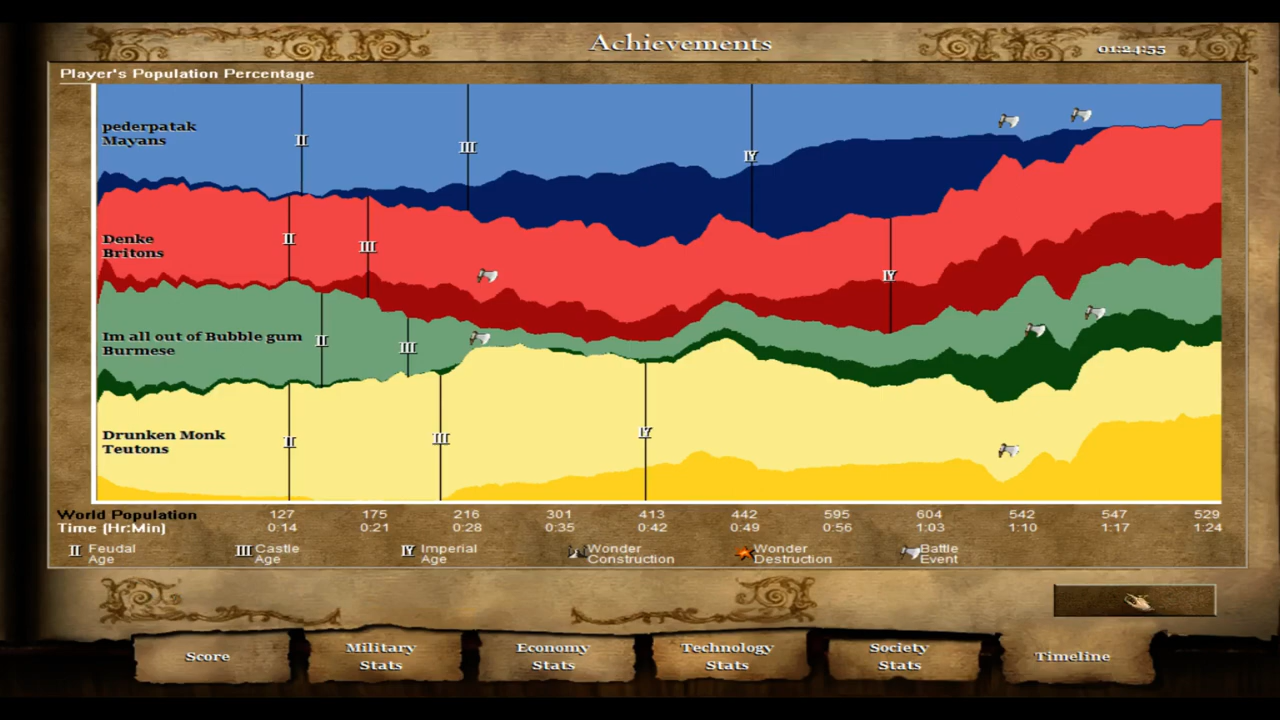 Achievements
01:24:55
Player's Population Percentage
pederpatak
Mayans
II
III
IV
Denke
Britons
II
III
IV
Im all out of Bubble gum
Burmese
II
III
Drunken Monk
Teutons
II
III
IV
World Population 127 175 216 301 413 442 595 604 542 547 529
Time (Hr:Min) 0:14 0:21 0:28 0:35 0:42 0:49 0:56 1:03 1:10 1:17 1:24
II Feudal Age
III Castle Age
IV Imperial Age
Wonder Construction
Wonder Destruction
Battle Event
Score
Military Stats
Economy Stats
Technology Stats
Society Stats
Timeline